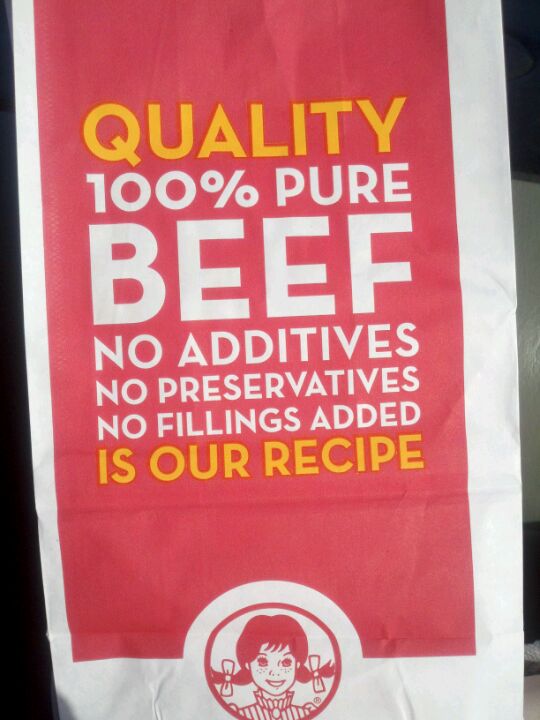 QUALITY
100% PURE
BEEF
NO ADDITIVES
NO PRESERVATIVES
NO FILLINGS ADDED
IS OUR RECIPE
®